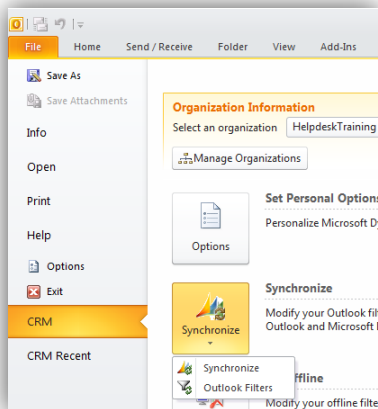 File Home Send / Receive Folder View Add-Ins
Save As
Save Attachments
Info
Open
Print
Help
Options
Exit
CRM
CRM Recent
Organization Information
Select an organization HelpdeskTraining
Manage Organizations
Options
Set Personal Options
Personalize Microsoft Dy
Synchronize
Synchronize
Modify your Outlook filt
Outlook and Microsoft
Synchronize
Outlook Filters
ffline
Modify your offline filte